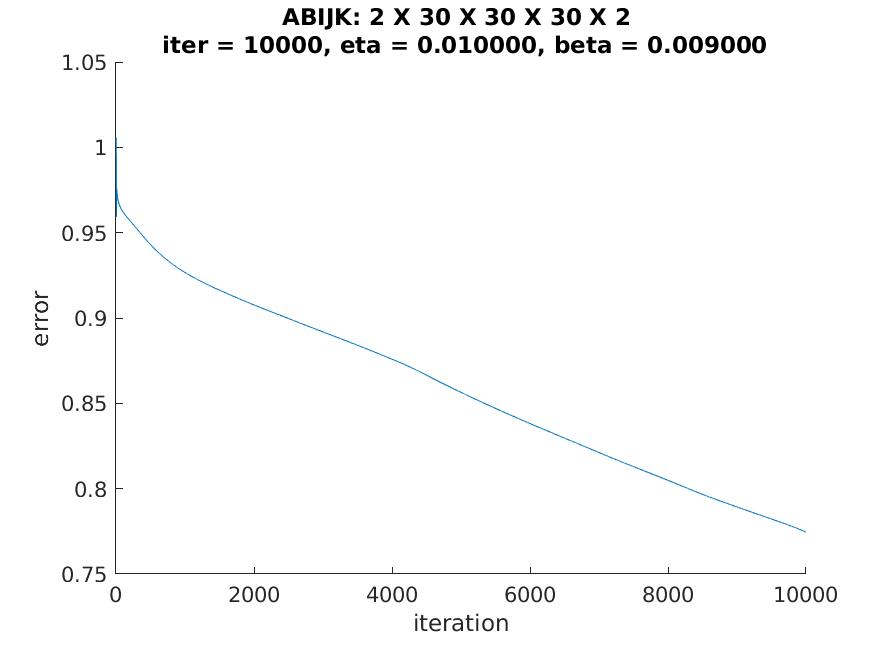 ABIJK: 2 X 30 X 30 X 30 X 2
iter = 10000, eta = 0.010000, beta = 0.009000
1.05
1
0.95
0.9
0.85
0.8
0.75
error
0 2000 4000 6000 8000 10000
iteration